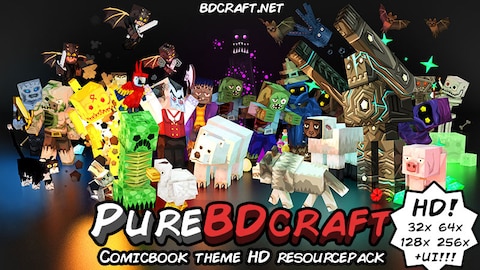 BDCRAFT.NET
PUREBDCRAFT
COMICBOOK THEME HD RESOURCEPACK
HD!
32x 64x
128x 256x
+UI!!!